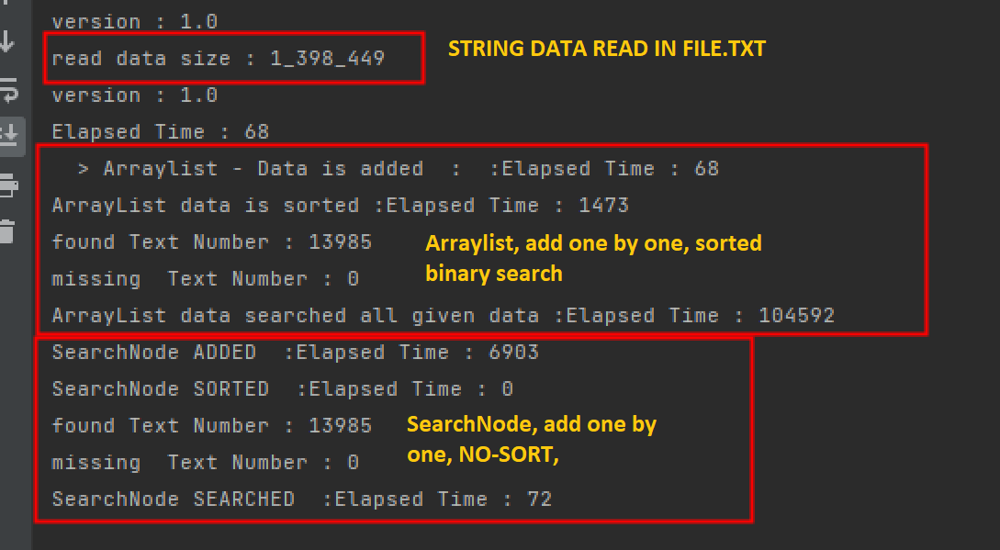 version : 1.0
read data size : 1_398_449
STRING DATA READ IN FILE.TXT
version : 1.0
Elapsed Time : 68
> Arraylist - Data is added  :  :Elapsed Time : 68
ArrayList data is sorted :Elapsed Time : 1473
found Text Number : 13985
missing  Text Number : 0
Arraylist, add one by one, sorted
binary search
ArrayList data searched all given data :Elapsed Time : 104592
SearchNode ADDED  :Elapsed Time : 6903
SearchNode SORTED  :Elapsed Time : 0
found Text Number : 13985
missing  Text Number : 0
SearchNode, add one by
one, NO-SORT,
SearchNode SEARCHED  :Elapsed Time : 72